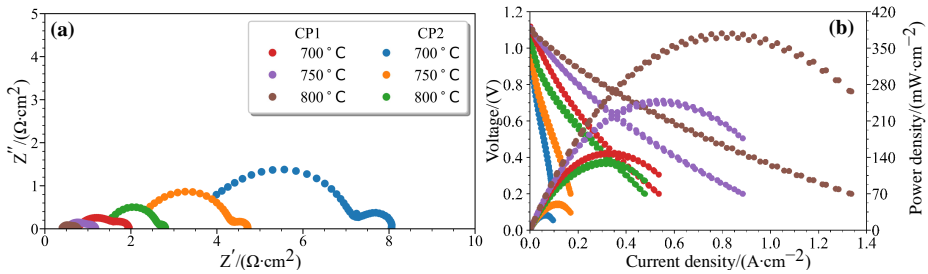 (a)
CP1 CP2
700°C 700°C
750°C 750°C
800°C 800°C
Z″/(Ω·cm²)
5
4
3
2
1
0
0 2 4 6 8 10
Z′/(Ω·cm²)
(b)
Voltage/(V)
1.2
1.0
0.8
0.6
0.4
0.2
0.0
0.0 0.2 0.4 0.6 0.8 1.0 1.2 1.4
Current density/(A·cm⁻²)
420
350
280
210
140
70
0
Power density/(mW·cm⁻²)